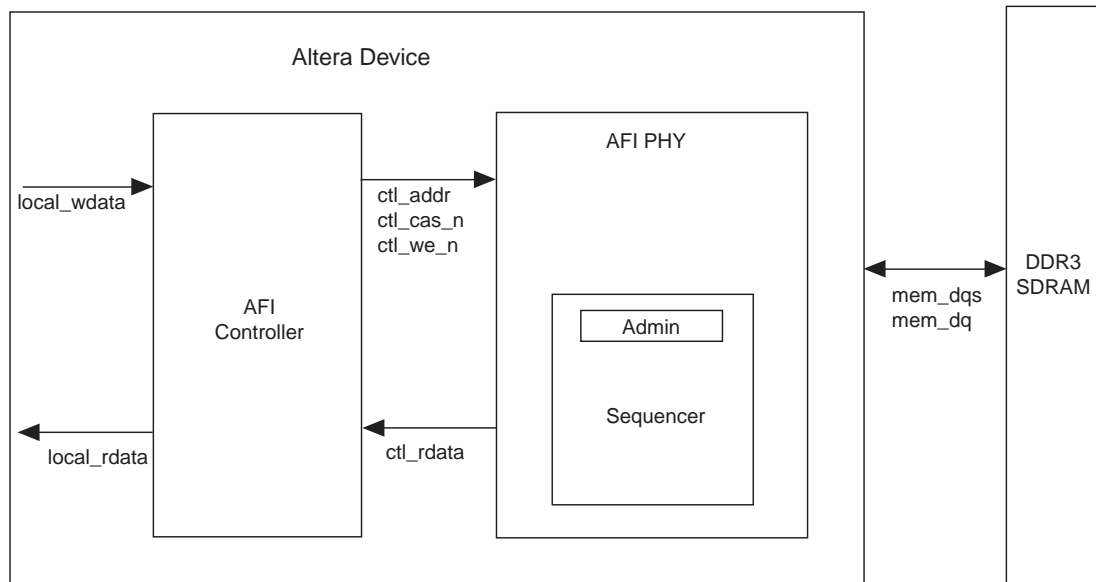 Altera Device
AFI PHY
local_wdata
ctl_addr
ctl_cas_n
ctl_we_n
AFI
Controller
DDR3
SDRAM
mem_dqs
mem_dq
Admin
Sequencer
local_rdata
ctl_rdata